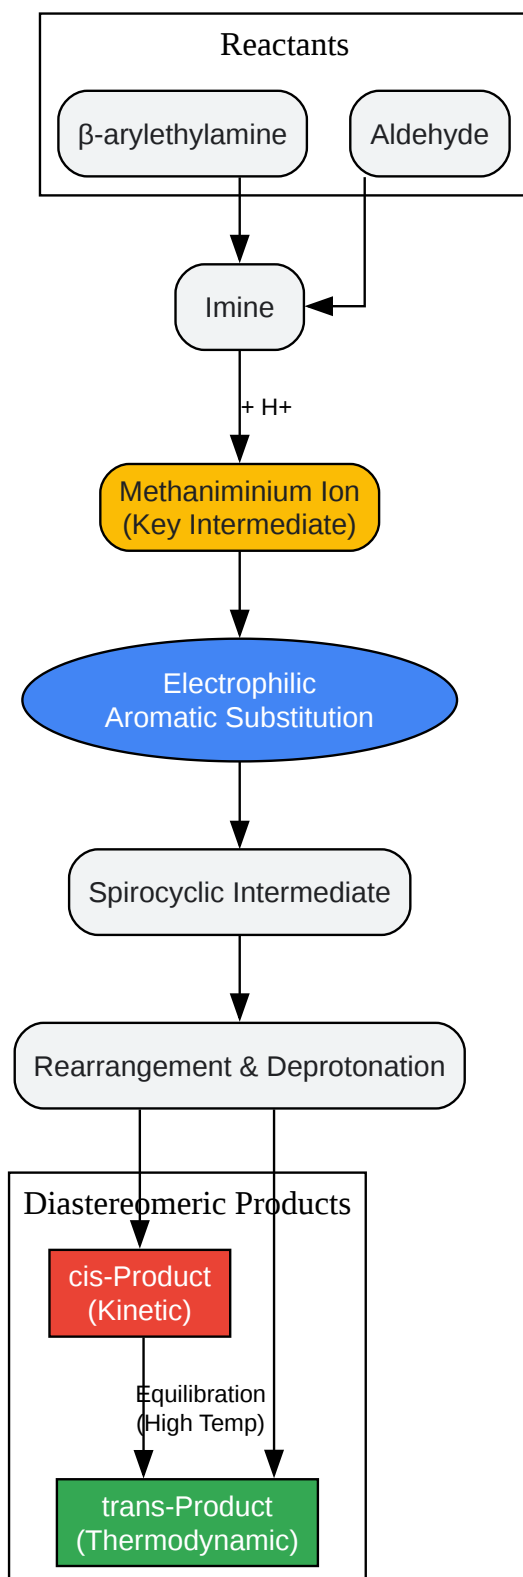 Reactants
β-arylethylamine
Aldehyde
Imine
+ H+
Methaniminium Ion
(Key Intermediate)
Electrophilic
Aromatic Substitution
Spirocyclic Intermediate
Rearrangement & Deprotonation
Diastereomeric Products
cis-Product
(Kinetic)
Equilibration
(High Temp)
trans-Product
(Thermodynamic)